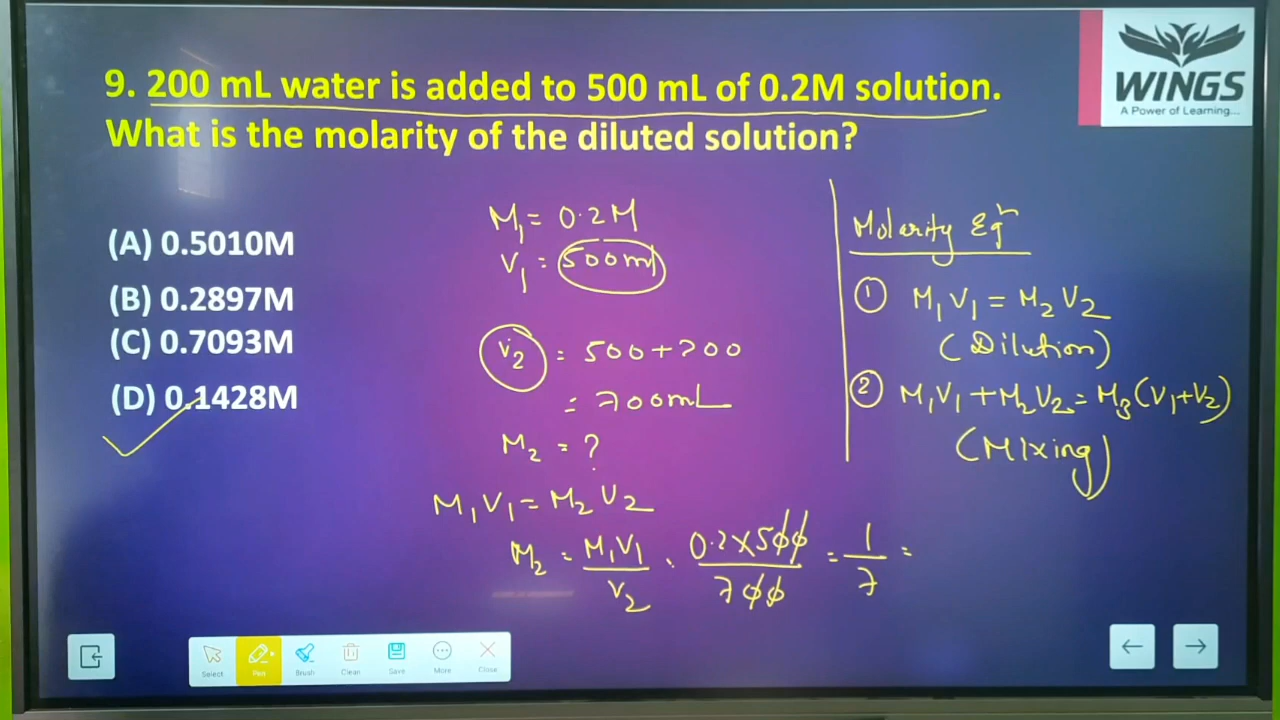 9. 200 mL water is added to 500 mL of 0.2M solution.
What is the molarity of the diluted solution?
WINGS
A Power of Learning...
(A) 0.5010M
(B) 0.2897M
(C) 0.7093M
(D) 0.1428M
M₁ = 0.2M
V₁ = 500ml
V₂ = 500+200
= 700mL
M₂ = ?
M₁V₁ = M₂V₂
M₂ = M₁V₁/V₂ = 0.2×500/700 = 1/7 =
Molarity Eqⁿ
① M₁V₁ = M₂V₂
(Dilution)
② M₁V₁ + M₂V₂ = M₃(V₁+V₂)
(Mixing)
Select Pen Brush Clean Save More Close